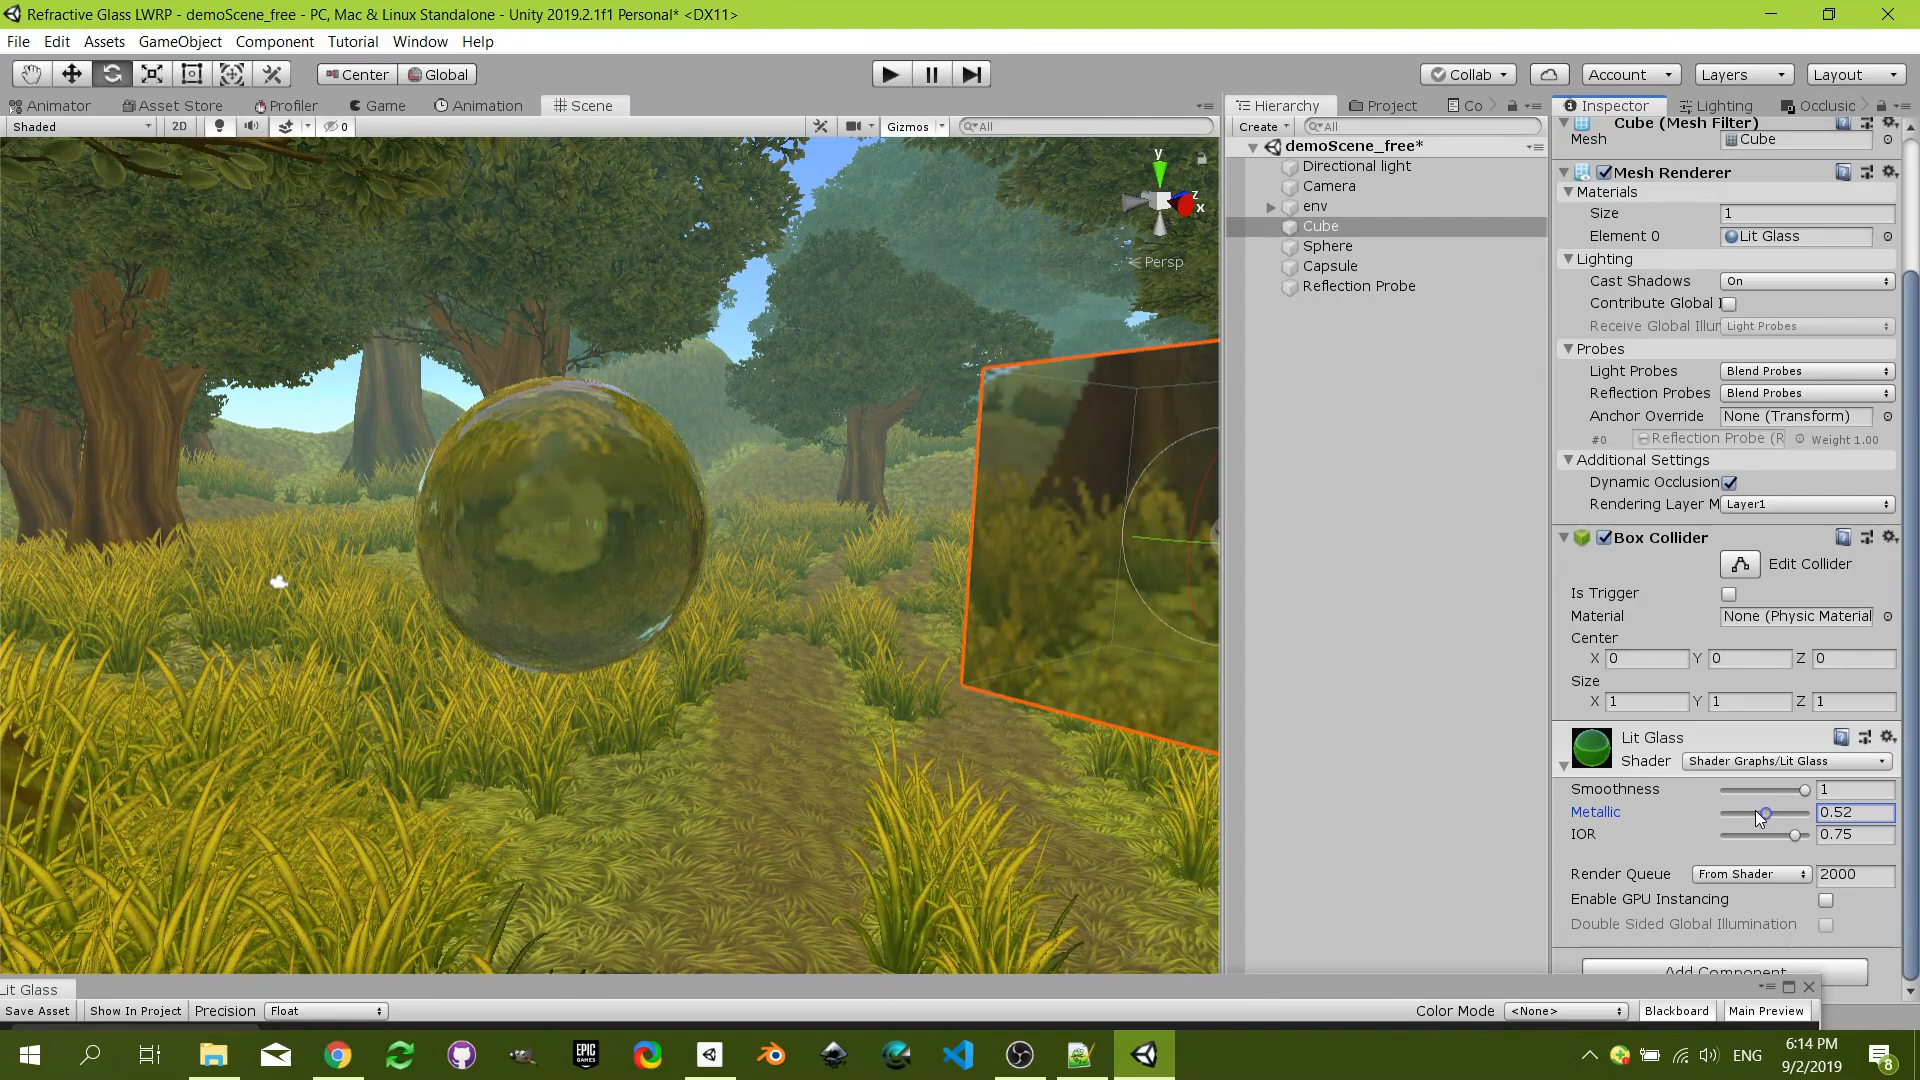 Refractive Glass LWRP - demoScene_free - PC, Mac & Linux Standalone - Unity 2019.2.1f1 Personal* <DX11>
File Edit Assets GameObject Component Tutorial Window Help
Center Global Collab Account Layers Layout
Animator Asset Store Profiler Game Animation Scene
Shaded 2D 0 Gizmos All
y
z
x
Persp
Hierarchy Project Co
Create All
demoScene_free*
Directional light
Camera
env
Cube
Sphere
Capsule
Reflection Probe
Inspector Lighting Occlusic
Cube (Mesh Filter)
Mesh Cube
Mesh Renderer
Materials
Size 1
Element 0 Lit Glass
Lighting
Cast Shadows On
Contribute Global I
Receive Global Illur Light Probes
Probes
Light Probes Blend Probes
Reflection Probes Blend Probes
Anchor Override None (Transform)
#0 Reflection Probe (R Weight 1.00
Additional Settings
Dynamic Occlusion
Rendering Layer M Layer1
Box Collider
Edit Collider
Is Trigger
Material None (Physic Material
Center
X 0 Y 0 Z 0
Size
X 1 Y 1 Z 1
Lit Glass
Shader Shader Graphs/Lit Glass
Smoothness 1
Metallic 0.52
IOR 0.75
Render Queue From Shader 2000
Enable GPU Instancing
Double Sided Global Illumination
Add Component
Lit Glass
Save Asset Show In Project Precision Float Color Mode <None> Blackboard Main Preview
EPIC GAMES
ENG
6:14 PM
9/2/2019
8